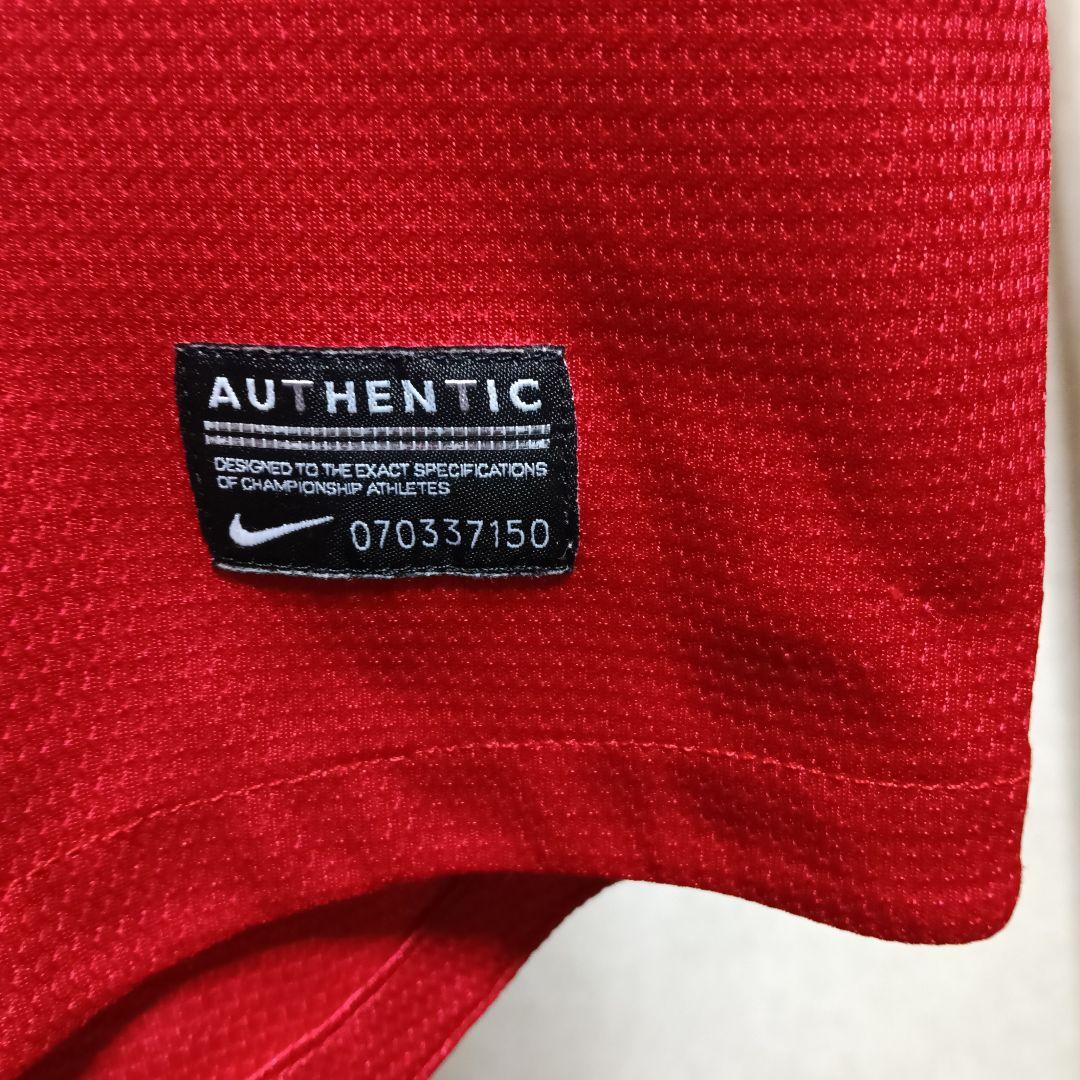 AUTHENTIC
DESIGNED TO THE EXACT SPECIFICATIONS
OF CHAMPIONSHIP ATHLETES
070337150